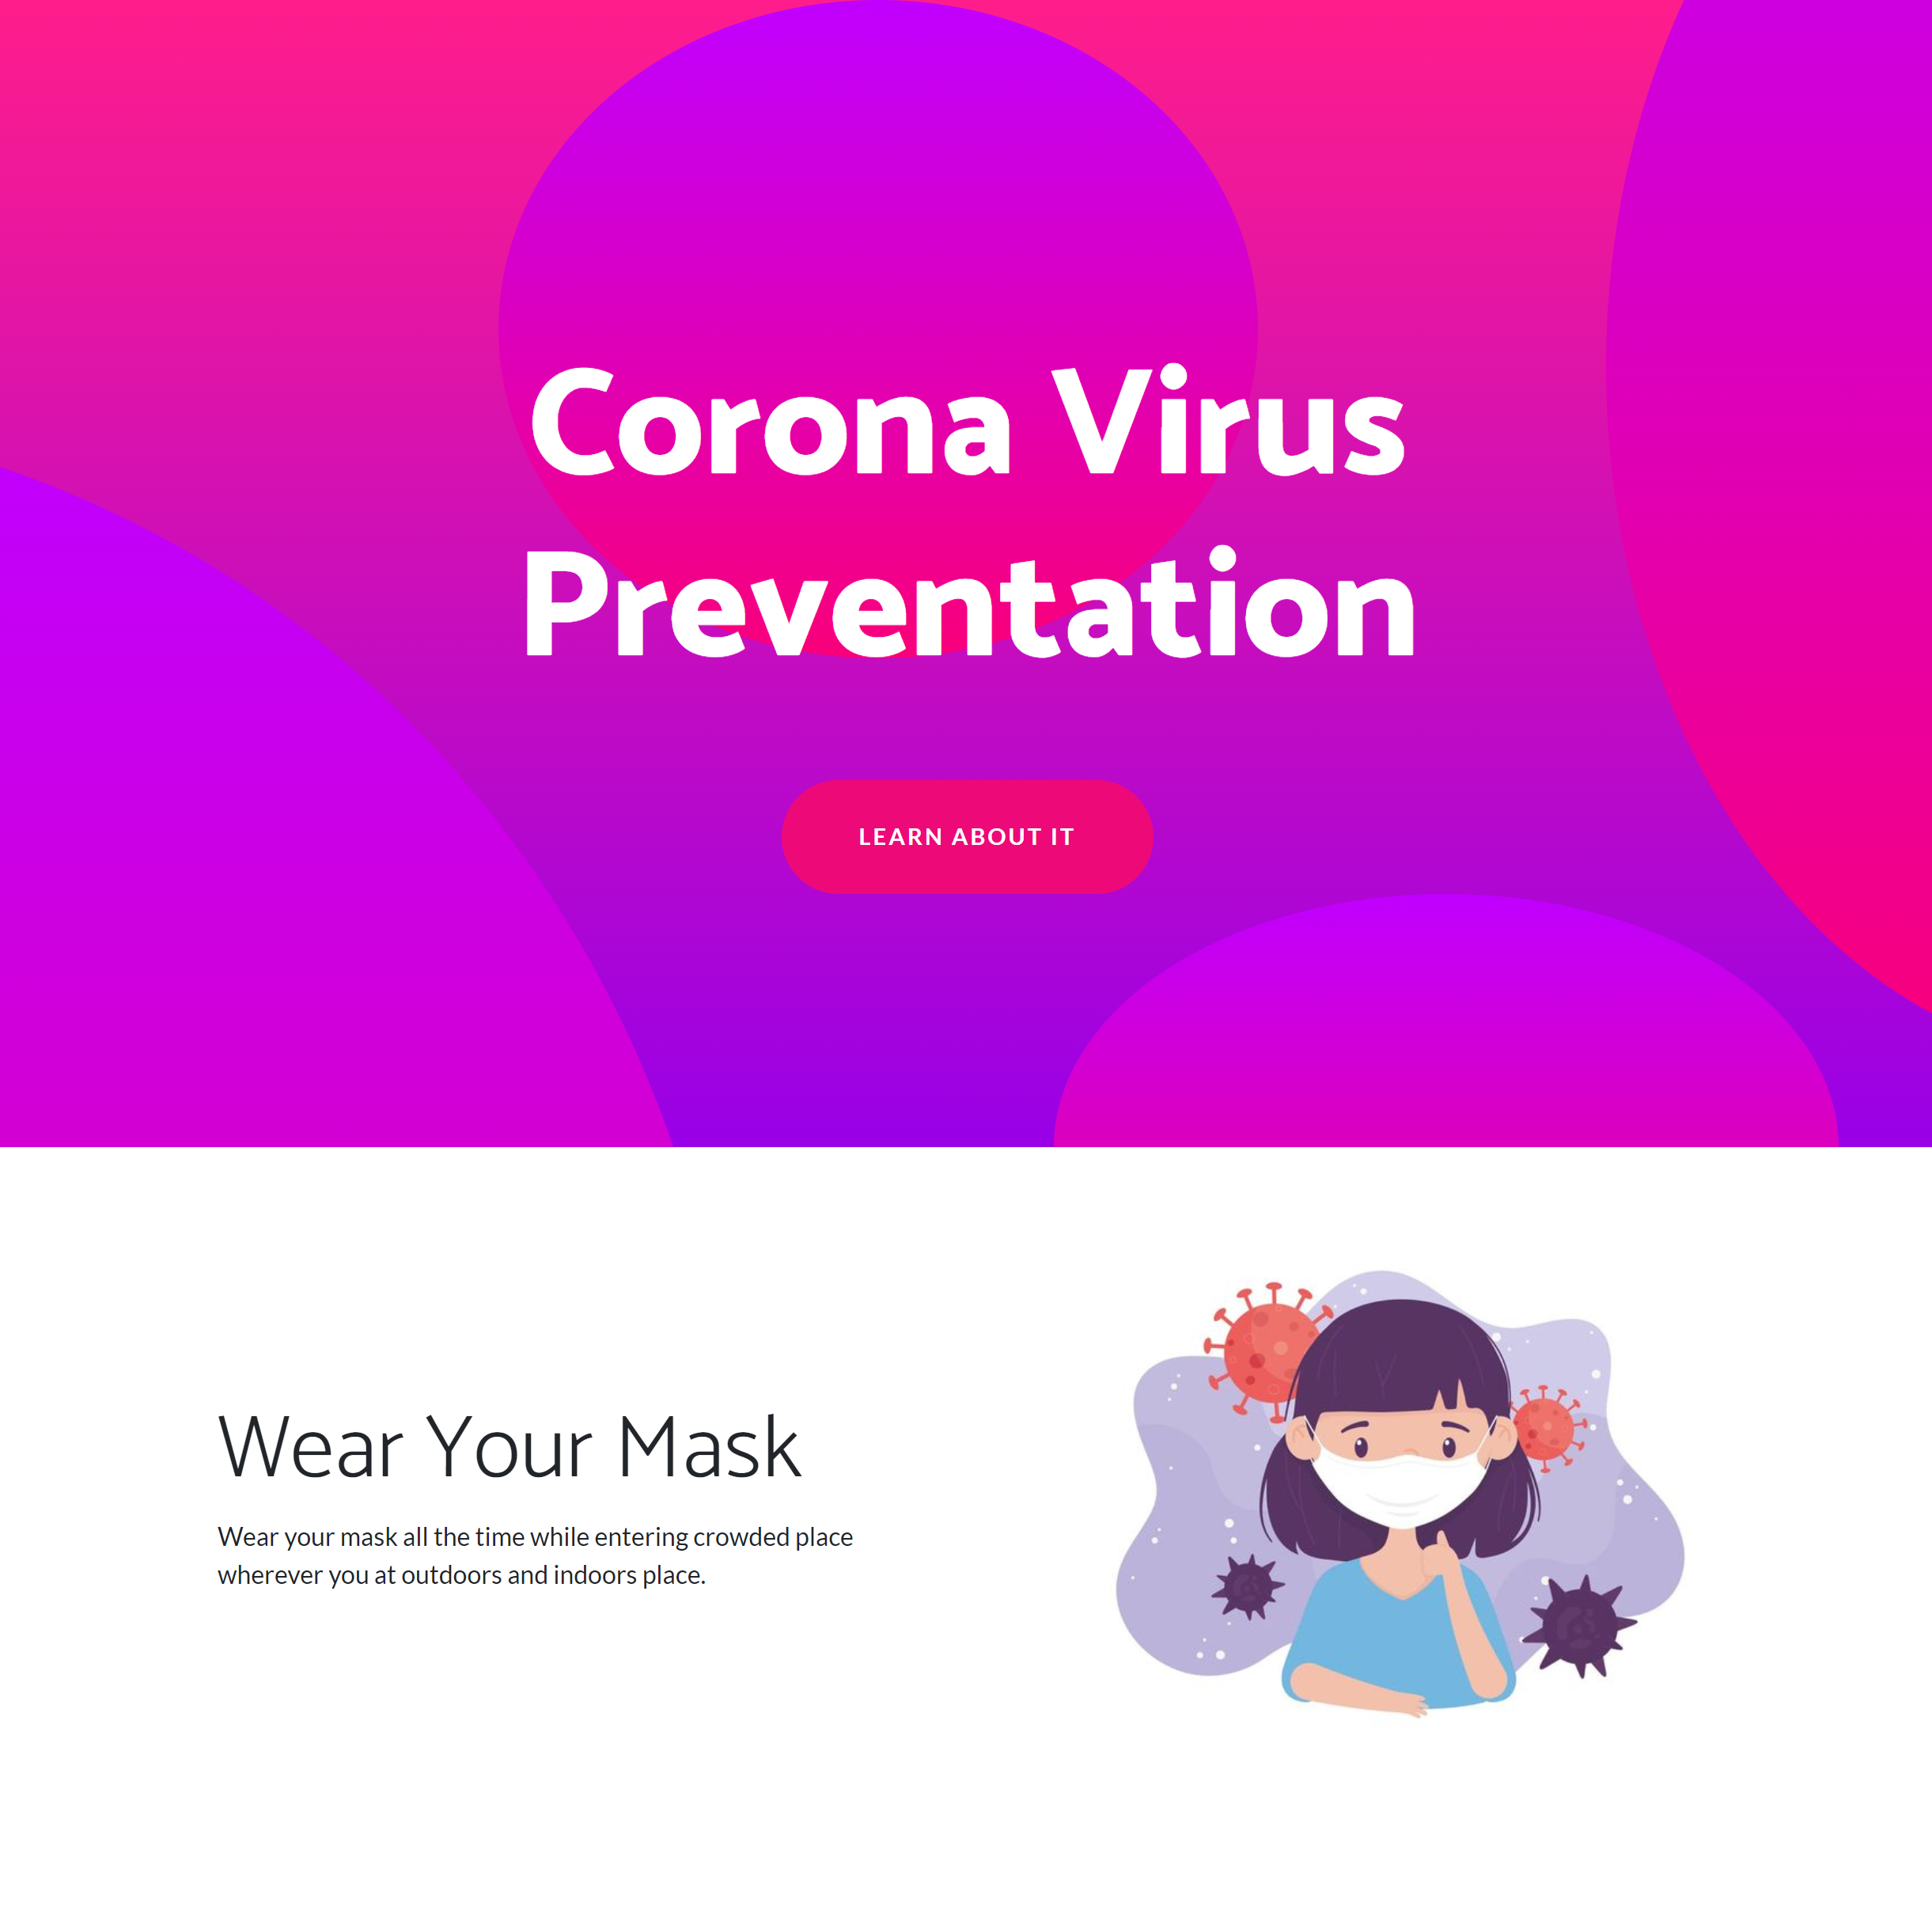 Corona Virus
Preventation
LEARN ABOUT IT
Wear Your Mask
Wear your mask all the time while entering crowded place
wherever you at outdoors and indoors place.